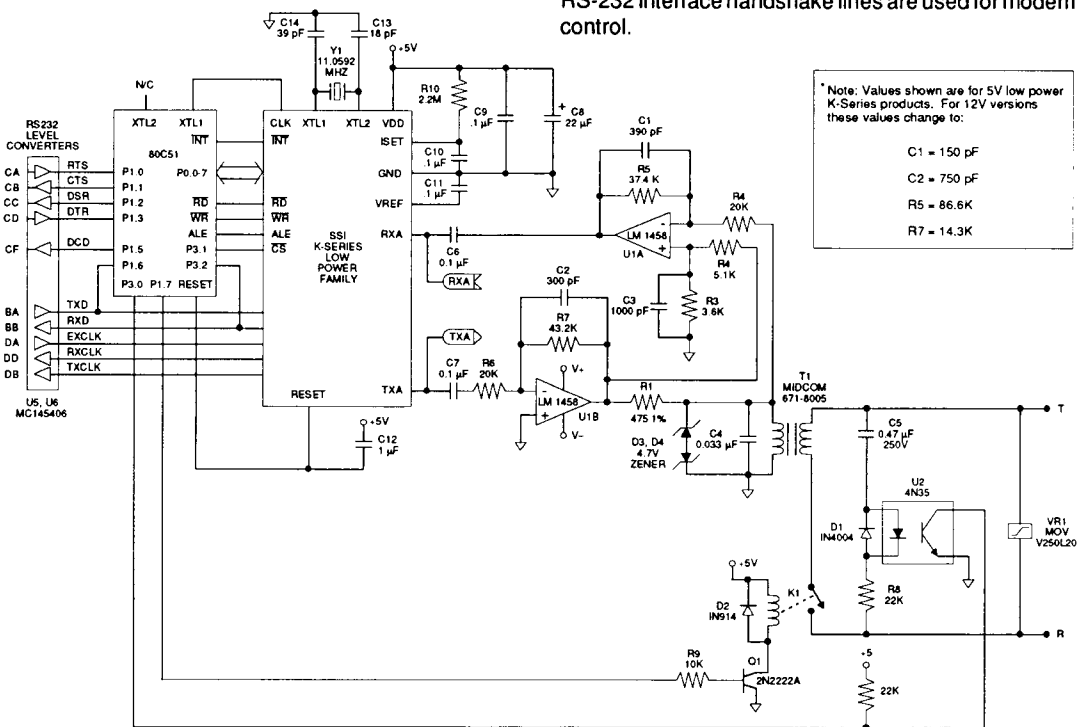 RS-232 interface handshake lines are used for modem
control.
C14
39 pF
C13
18 pF
Y1
11.0592
MHZ
+5V
N/C
R10
2.2M
C9
.1 µF
+
C8
22 µF
* Note: Values shown are for 5V low power
K-Series products. For 12V versions
these values change to:
C1 = 150 pF
C2 = 750 pF
R5 = 86.6K
R7 = 14.3K
RS232
LEVEL
CONVERTERS
XTL2 XTL1
INT
80C51
CLK XTL1 XTL2 VDD
INT
ISET
GND
VREF
C10
.1 µF
C11
.1 µF
C1
390 pF
R5
37.4 K
R4
20K
CA RTS P1.0 P0.0-7
CB CTS P1.1
CC DSR P1.2 RD RD
CD DTR P1.3 WR WR
ALE ALE
CF DCD P1.5 P3.1 CS
P1.6 P3.2
P3.0 P1.7 RESET
SSI
K-SERIES
LOW
POWER
FAMILY
RXA
C6
0.1 µF
RXA
-
+
LM 1458
U1A
R4
5.1K
C2
300 pF
C3
1000 pF
R3
3.6K
BA TXD
BB RXD
DA EXCLK
DD RXCLK
DB TXCLK
U5, U6
MC145406
R7
43.2K
TXA
TXA
C7
0.1 µF
R6
20K
V+
-
+
LM 1458
U1B
V-
R1
475 1%
T1
MIDCOM
671-8005
RESET
+5V
C12
1 µF
D3, D4
4.7V
ZENER
C4
0.033 µF
C5
0.47 µF
250V
T
U2
4N35
D1
IN4004
VR1
MOV
V250L20
R8
22K
+5V
D2
IN914
K1
R
R9
10K
Q1
2N2222A
+5
22K